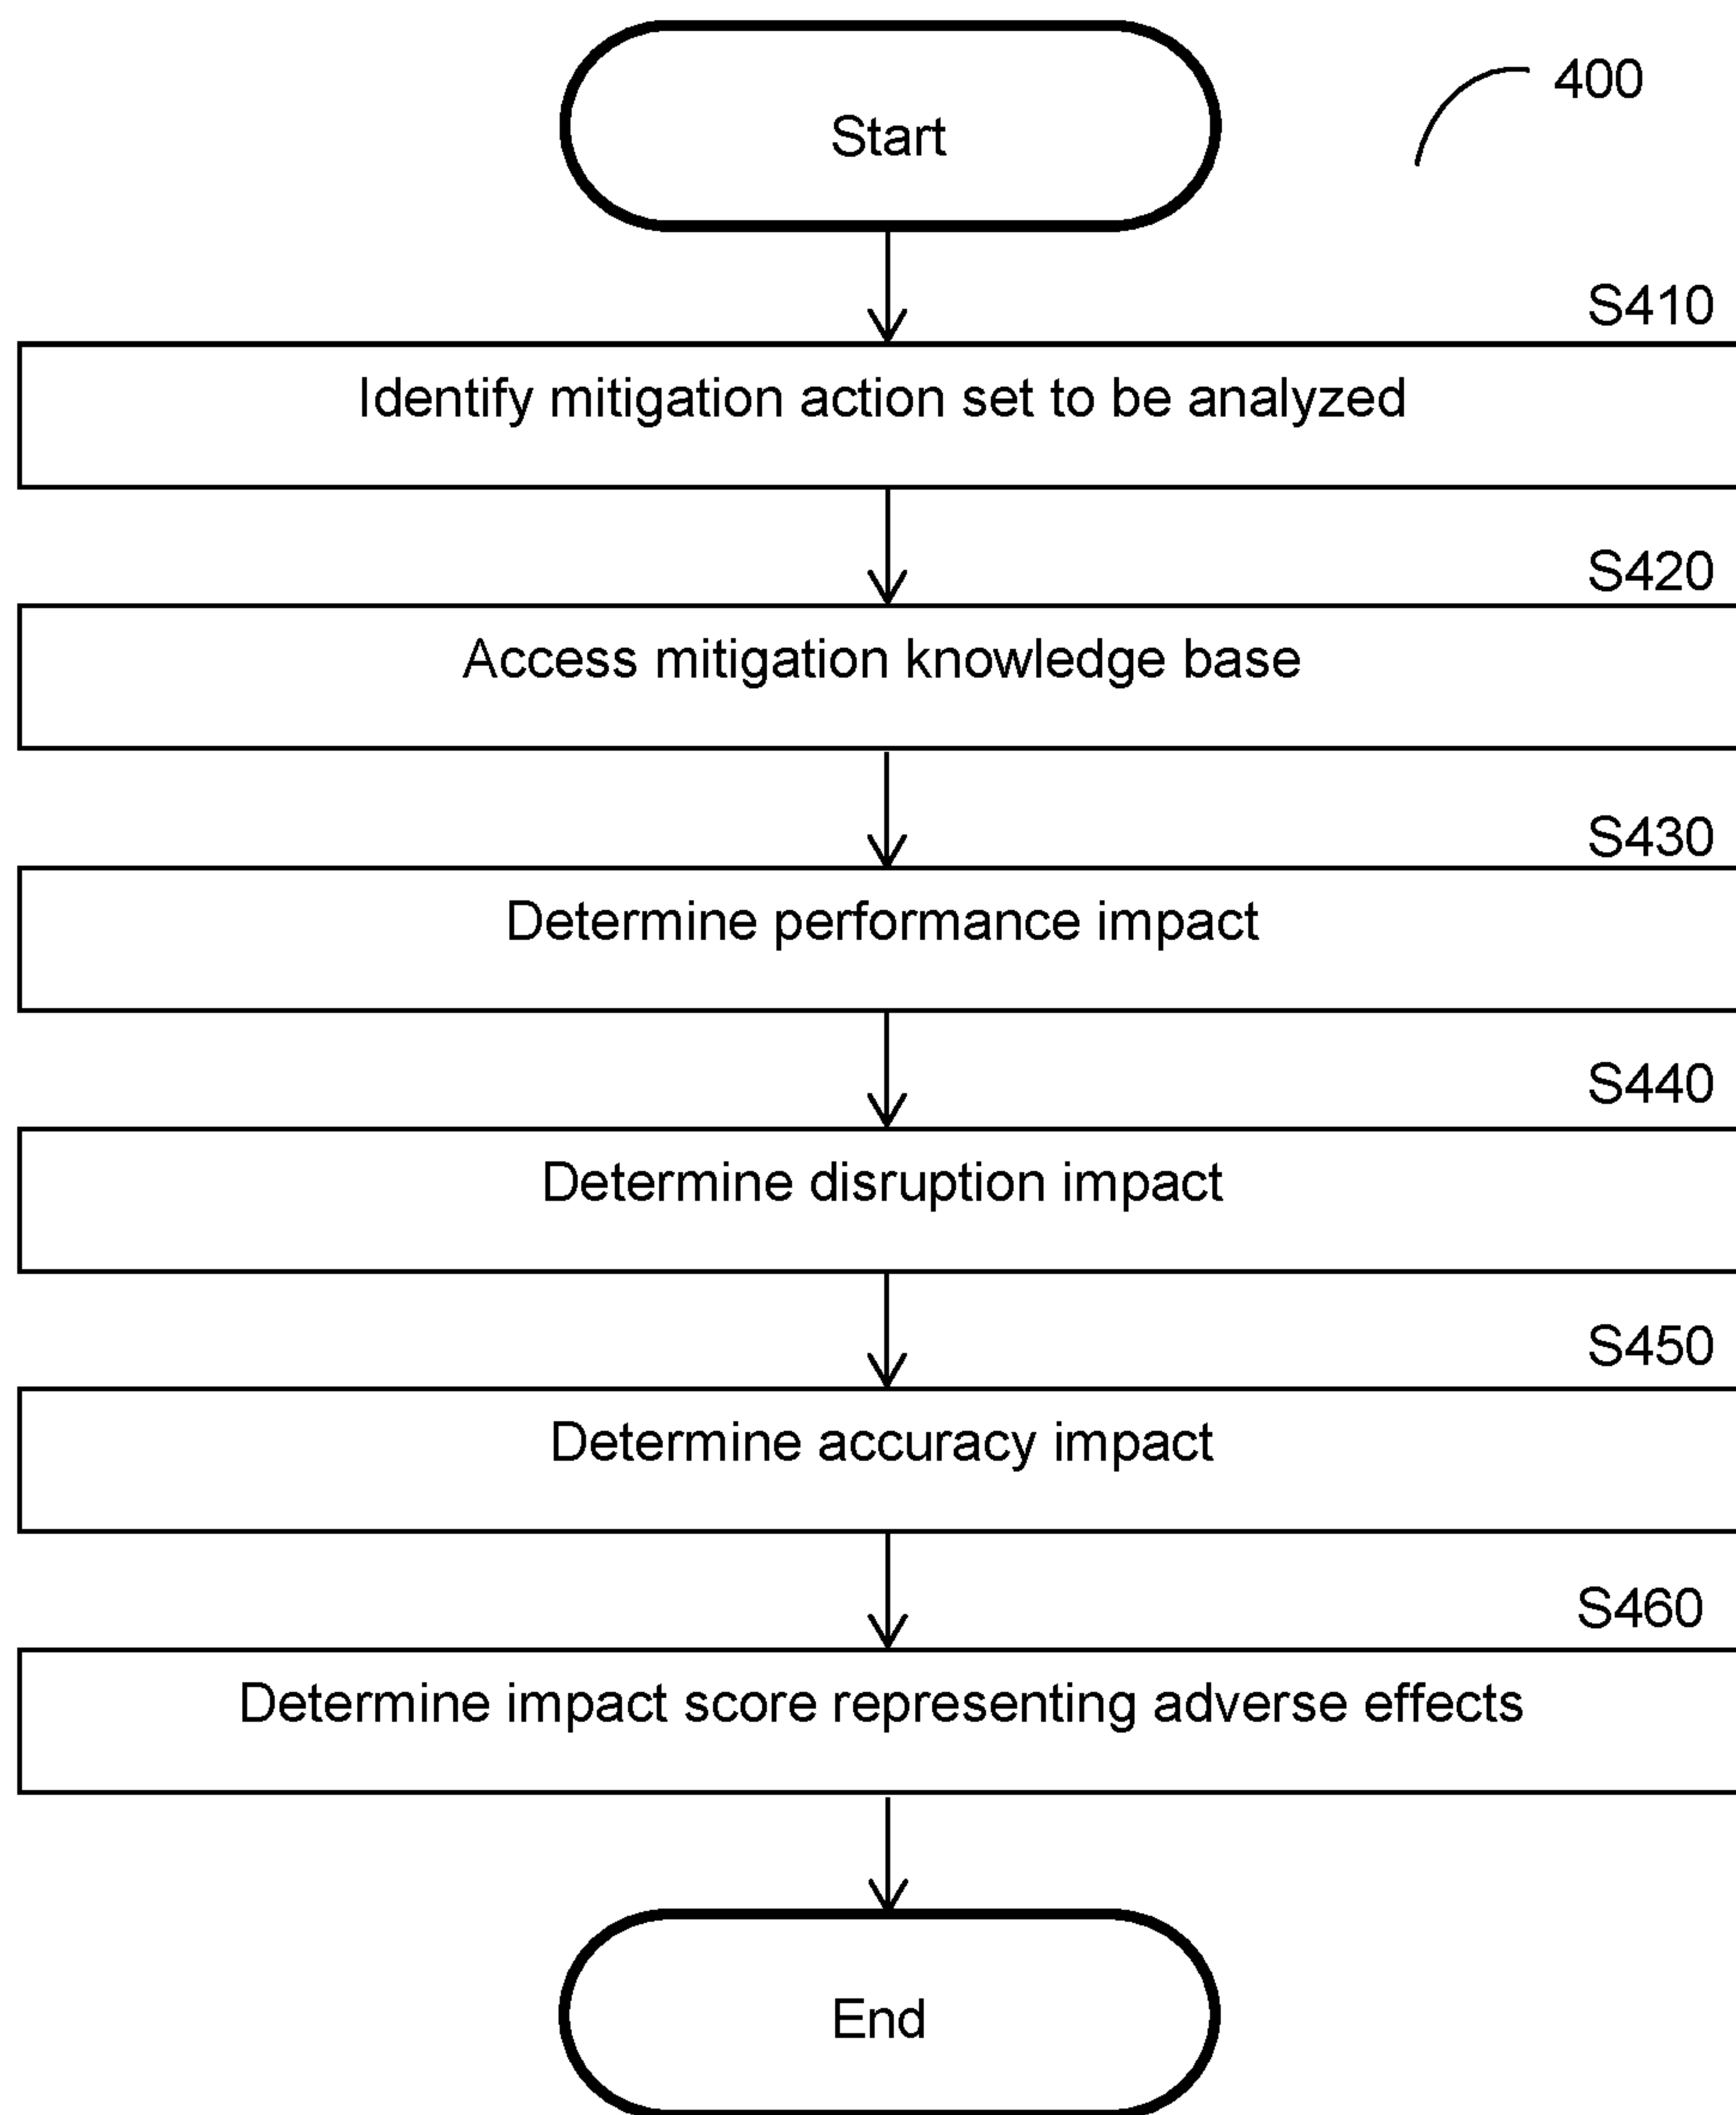 Start
400
S410
Identify mitigation action set to be analyzed
S420
Access mitigation knowledge base
S430
Determine performance impact
S440
Determine disruption impact
S450
Determine accuracy impact
S460
Determine impact score representing adverse effects
End